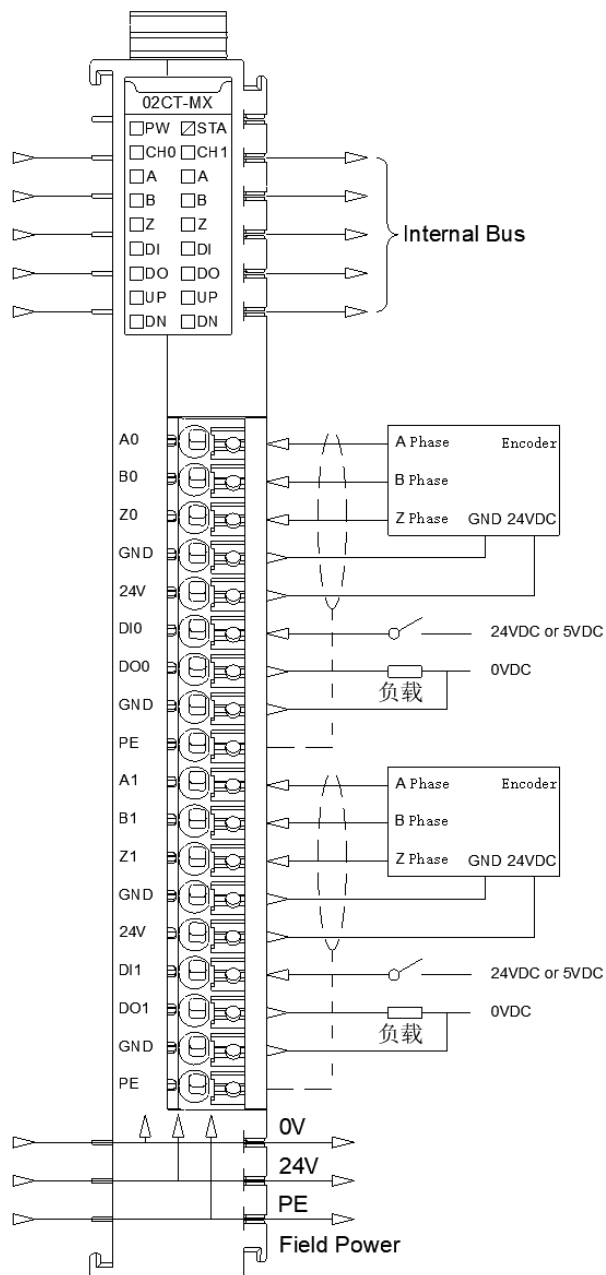 02CT-MX
PW STA
CH0 CH1
A A
B B
Z Z
DI DI
DO DO
UP UP
DN DN
Internal Bus
A0
A Phase Encoder
B0
B Phase
Z0
Z Phase GND 24VDC
GND
24V
DI0
24VDC or 5VDC
DO0
0VDC
负载
GND
PE
A1
A Phase Encoder
B1
B Phase
Z1
Z Phase GND 24VDC
GND
24V
DI1
24VDC or 5VDC
DO1
0VDC
负载
GND
PE
0V
24V
PE
Field Power